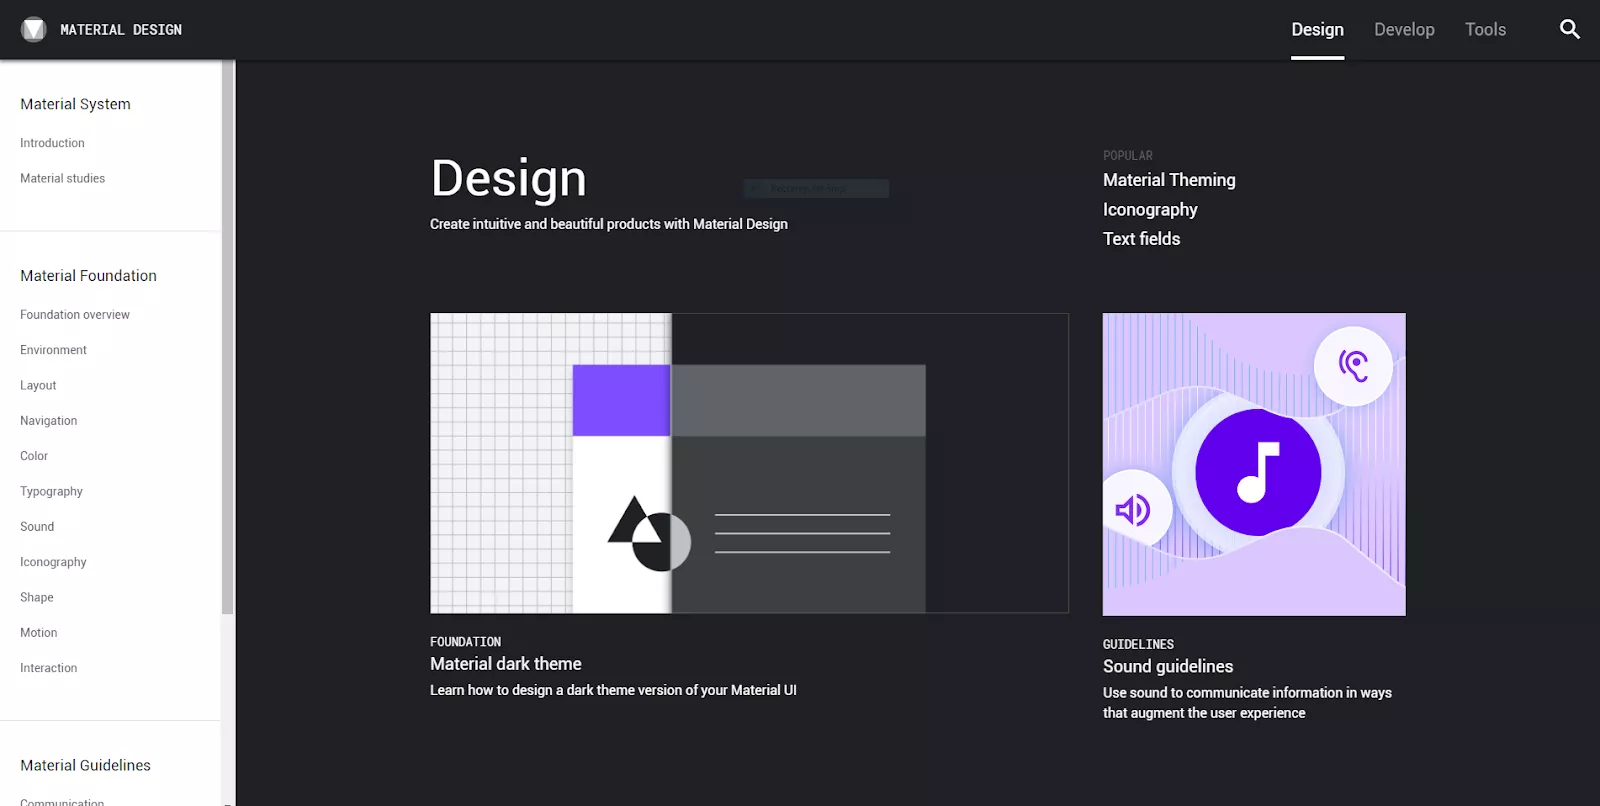 MATERIAL DESIGN
Design
Develop
Tools
Material System
Introduction
Material studies
Material Foundation
Foundation overview
Environment
Layout
Navigation
Color
Typography
Sound
Iconography
Shape
Motion
Interaction
Material Guidelines
Communication
Design
Create intuitive and beautiful products with Material Design
POPULAR
Material Theming
Iconography
Text fields
FOUNDATION
Material dark theme
Learn how to design a dark theme version of your Material UI
GUIDELINES
Sound guidelines
Use sound to communicate information in ways
that augment the user experience